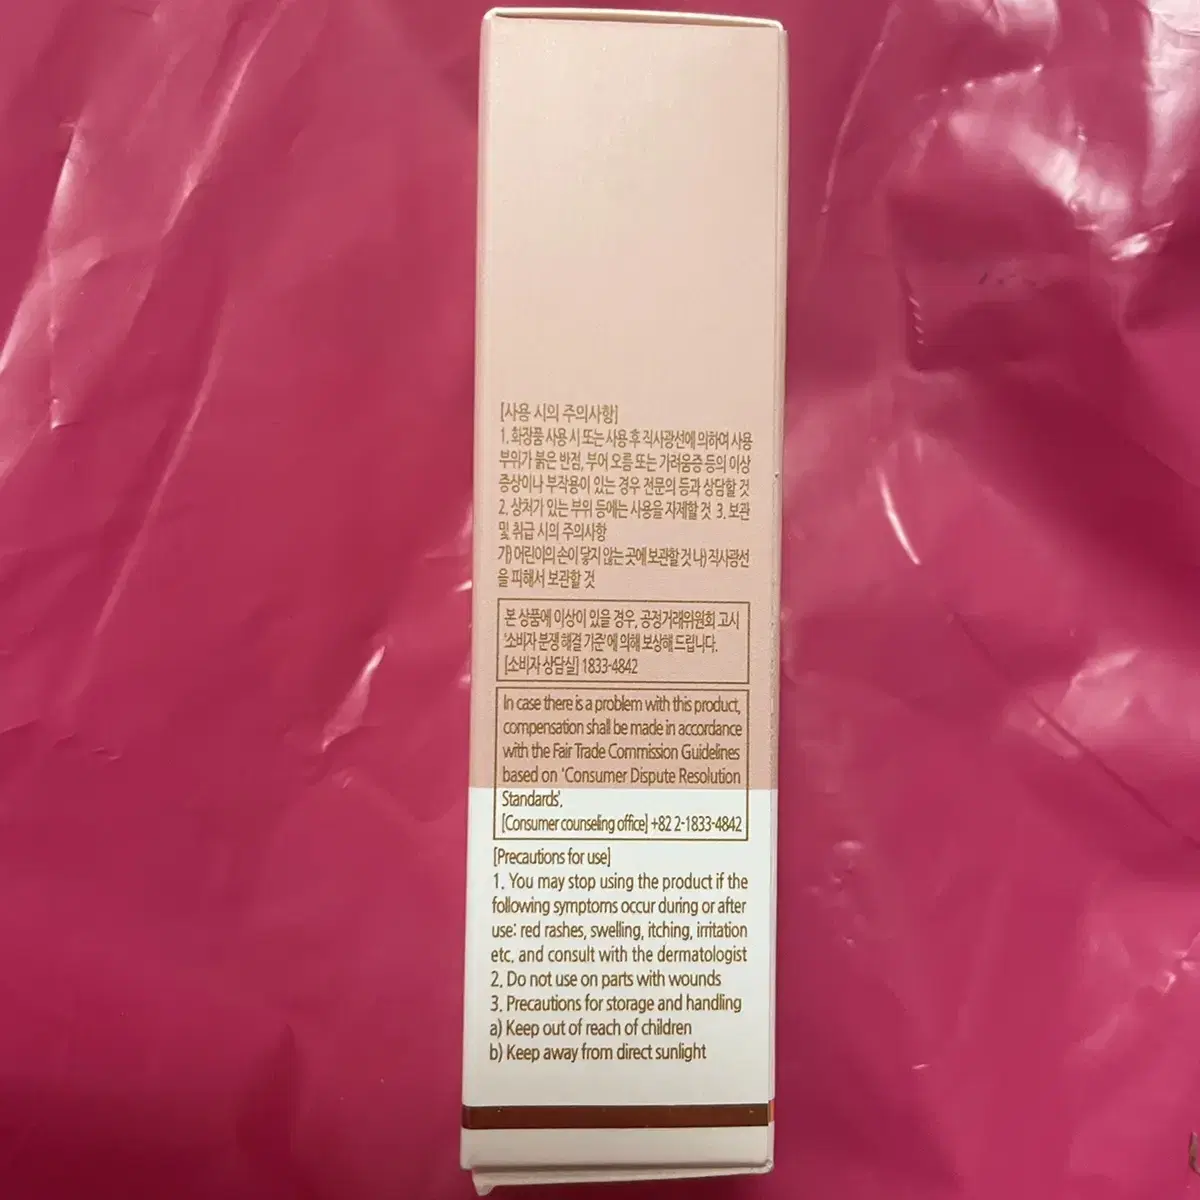 [사용 시의 주의사항]
1. 화장품 사용 시 또는 사용 후 직사광선에 의하여 사용
부위가 붉은 반점, 부어 오름 또는 가려움증 등의 이상
증상이나 부작용이 있는 경우 전문의 등과 상담할 것
2. 상처가 있는 부위 등에는 사용을 자제할 것 3. 보관
및 취급 시의 주의사항
가) 어린이의 손이 닿지 않는 곳에 보관할 것 나) 직사광선
을 피해서 보관할 것
본 상품에 이상이 있을 경우, 공정거래위원회 고시
'소비자 분쟁 해결 기준'에 의해 보상해 드립니다.
[소비자 상담실] 1833-4842
In case there is a problem with this product,
compensation shall be made in accordance
with the Fair Trade Commission Guidelines
based on 'Consumer Dispute Resolution
Standards'.
[Consumer counseling office] +82 2-1833-4842
[Precautions for use]
1. You may stop using the product if the
following symptoms occur during or after
use: red rashes, swelling, itching, irritation
etc, and consult with the dermatologist
2. Do not use on parts with wounds
3. Precautions for storage and handling
a) Keep out of reach of children
b) Keep away from direct sunlight